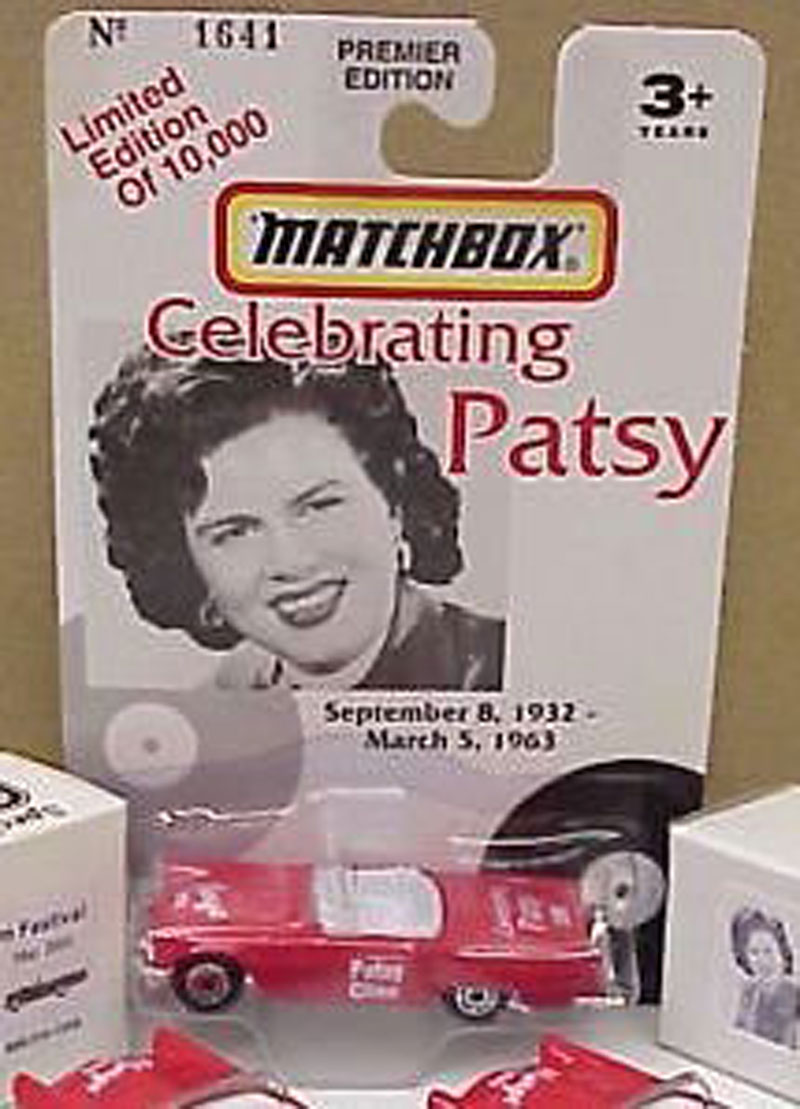 Nº 1641
PREMIER
EDITION
3+
YEARS
Limited
Edition
Of 10,000
MATCHBOX®
Celebrating
Patsy
September 8, 1932 -
March 5, 1963
Patsy
Cline
Festival